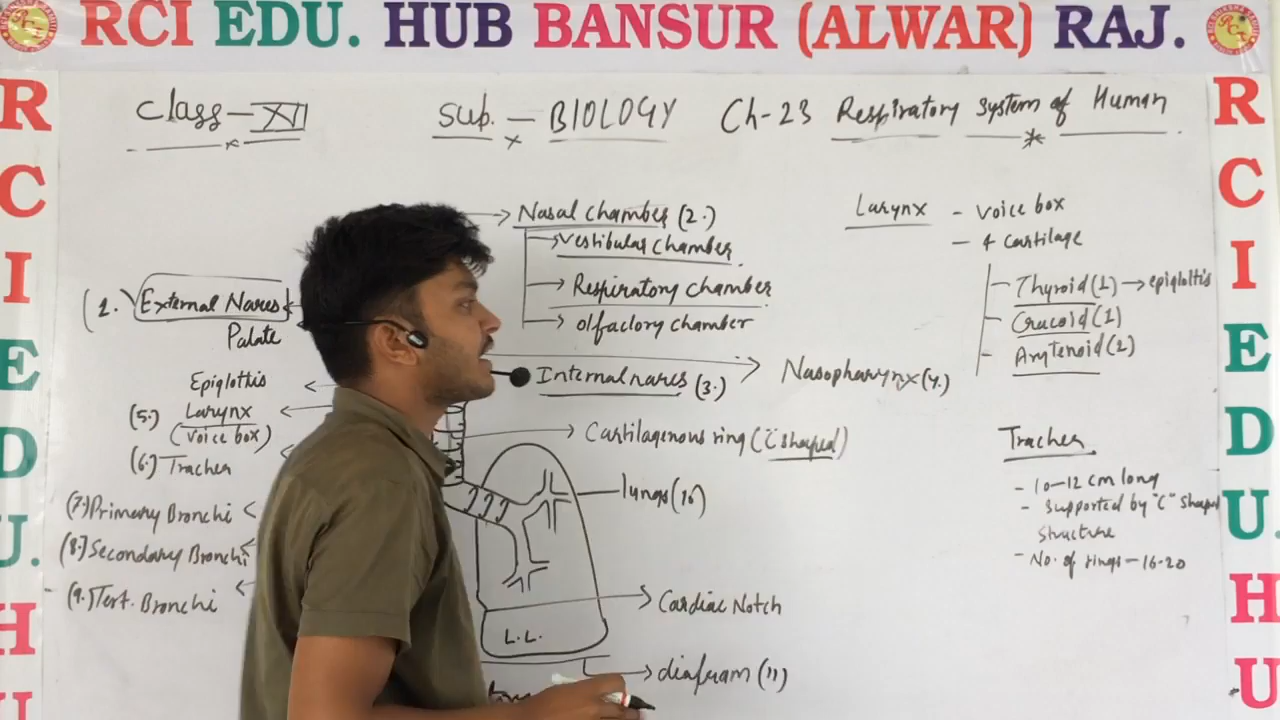 RCI EDU. HUB BANSUR (ALWAR) RAJ.
R
C
I
E
D
U.
H
U
Class - XI
Sub. - BIOLOGY
Ch-23 Respiratory system of Human
Nasal chamber (2.)
Vestibular chamber
Respiratory chamber
olfactory chamber
(1. External Nares
Palate
Epiglottis
(5.) Larynx
(Voice box)
(6.) Trachea
(7.) Primary Bronchi
(8.) Secondary Bronchi
(9.) Tert. Bronchi
Internal nares (3.)
Nasopharynx (4.)
Cartilagenous ring ("C" shaped)
lungs (10)
Cardiac Notch
L.L.
diafram (11)
Larynx - Voice box
- 4 cartilage
- Thyroid (1) → epiglottis
- Crucoid (1)
- Arytenoid (2)
Trachea
- 10-12 cm long
- Supported by "C" shaped
structure
- No. of rings - 16-20
R
C
I
E
D
U
H
U